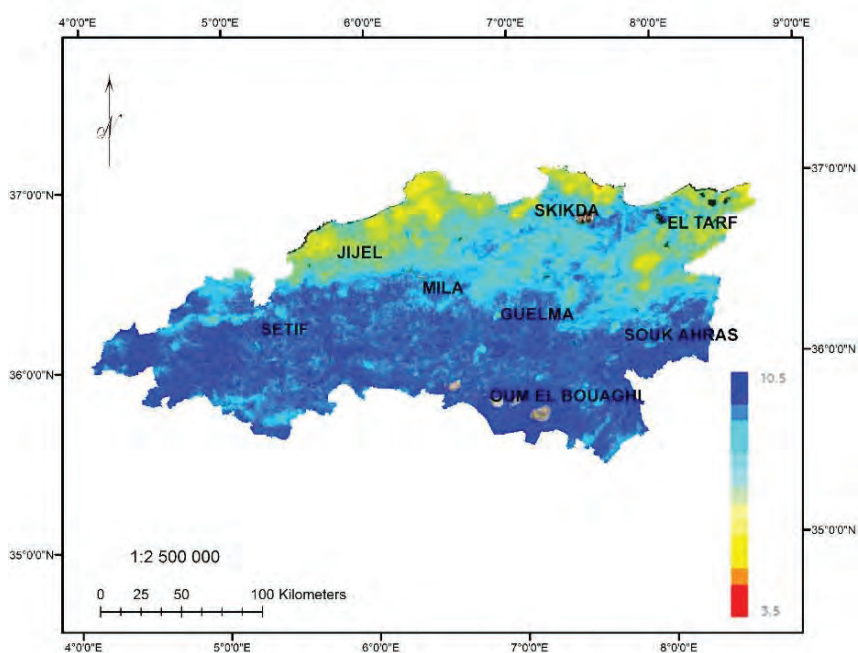 4°0'0"E 5°0'0"E 6°0'0"E 7°0'0"E 8°0'0"E 9°0'0"E
N
37°0'0"N 37°0'0"N
SKIKDA
EL TARF
JIJEL
MILA
GUELMA
SETIF
SOUK AHRAS
36°0'0"N 36°0'0"N
10.5
OUM EL BOUAGHI
35°0'0"N 35°0'0"N
1:2 500 000
0 25 50 100 Kilometers
3.5
4°0'0"E 5°0'0"E 6°0'0"E 7°0'0"E 8°0'0"E